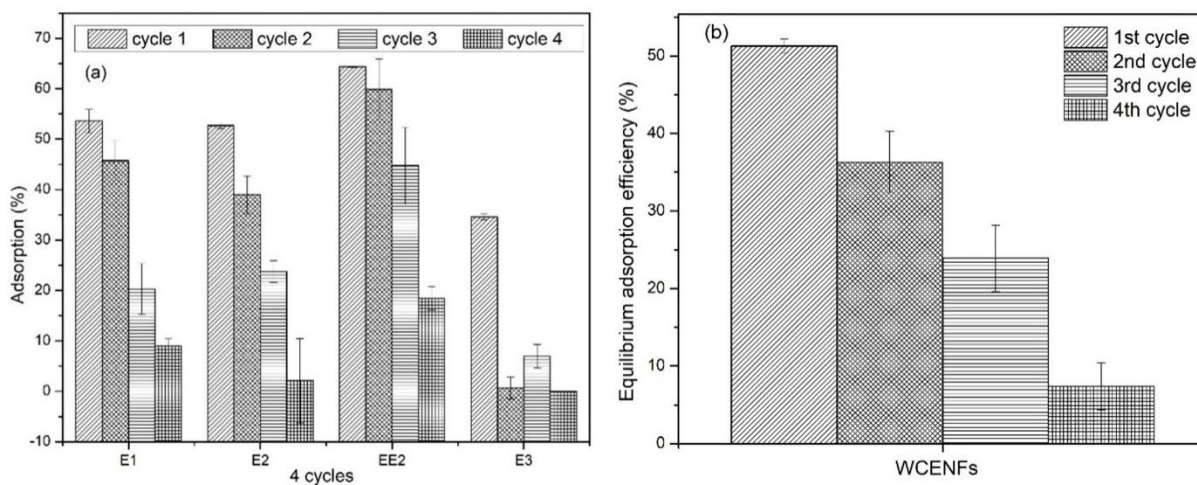 cycle 1 cycle 2 cycle 3 cycle 4
(a)
70
60
50
40
30
20
10
0
-10
Adsorption (%)
E1 E2 EE2 E3
4 cycles
(b)
1st cycle
2nd cycle
3rd cycle
4th cycle
50
40
30
20
10
0
Equilibrium adsorption efficiency (%)
WCENFs